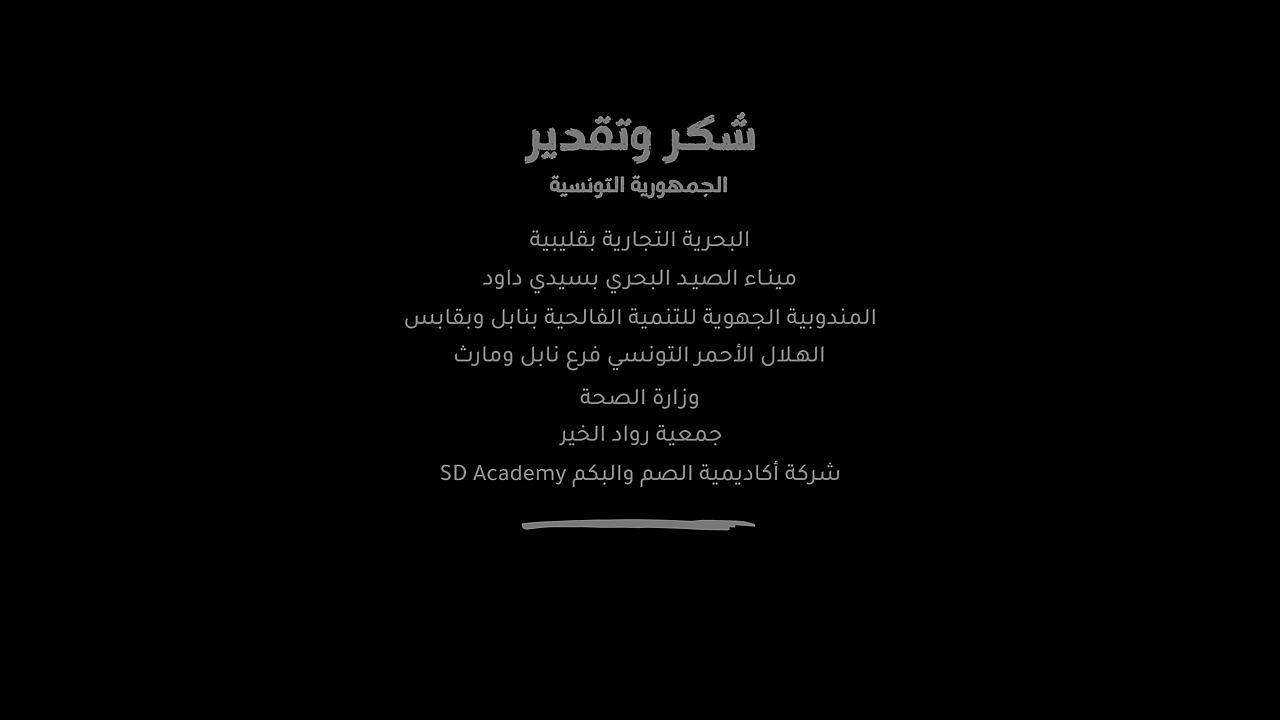 شكر وتقدير
الجمهورية التونسية
البحرية التجارية بقليبية
ميناء الصيد البحري بسيدي داود
المندوبية الجهوية للتنمية الفالحية بنابل وبقابس
الهلال الأحمر التونسي فرع نابل ومارث
وزارة الصحة
جمعية رواد الخير
شركة أكاديمية الصم والبكم SD Academy